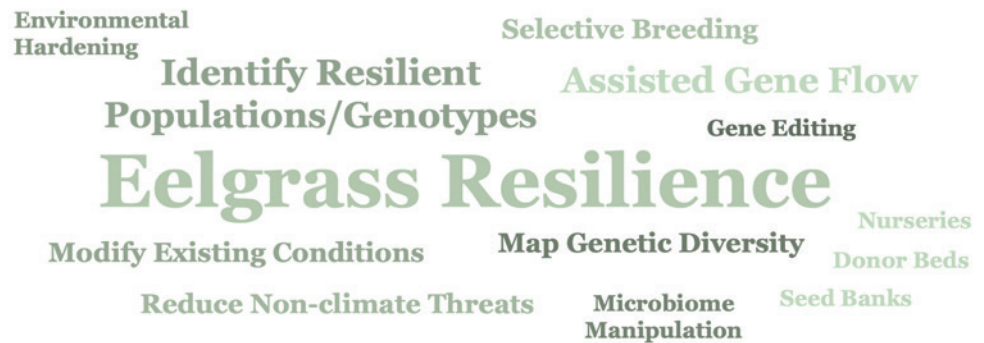 Environmental
Hardening
Selective Breeding
Identify Resilient
Populations/Genotypes
Assisted Gene Flow
Gene Editing
Eelgrass Resilience
Nurseries
Modify Existing Conditions
Map Genetic Diversity
Donor Beds
Reduce Non-climate Threats
Microbiome
Manipulation
Seed Banks